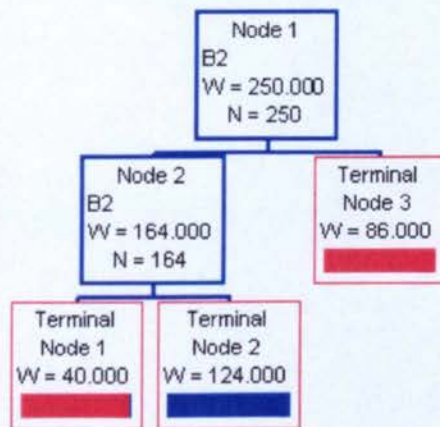 Node 1
B2
W = 250.000
N = 250
Node 2
B2
W = 164.000
N = 164
Terminal
Node 3
W = 86.000
Terminal
Node 1
W = 40.000
Terminal
Node 2
W = 124.000